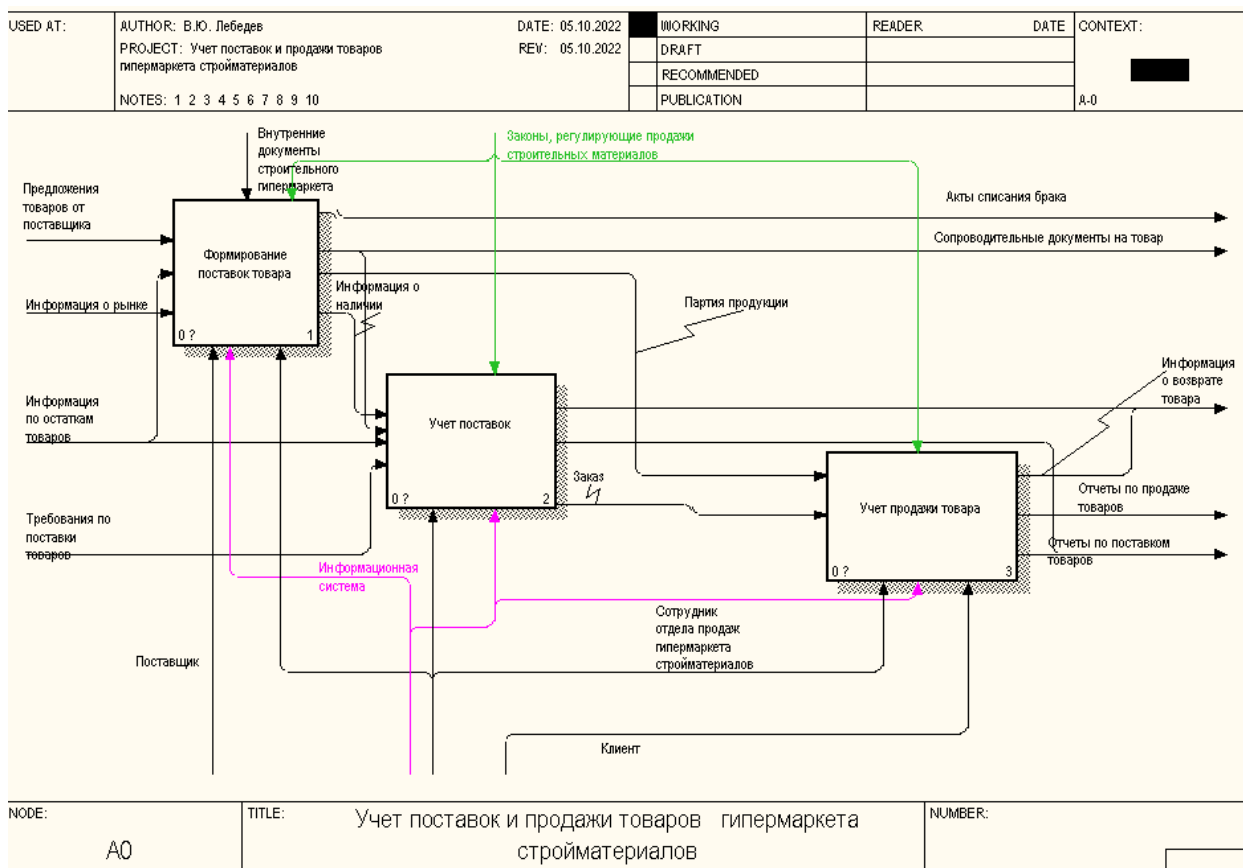 USED AT:
AUTHOR: В.Ю. Лебедев
DATE: 05.10.2022
REV: 05.10.2022
PROJECT: Учет поставок и продажи товаров
гипермаркета стройматериалов
NOTES: 1 2 3 4 5 6 7 8 9 10
WORKING
DRAFT
RECOMMENDED
PUBLICATION
READER
DATE
CONTEXT:
A-0
Внутренние
документы
строительного
гипермаркета
Законы, регулирующие продажи
строительных материалов
Предложения
товаров от
поставщика
Акты списания брака
Сопроводительные документы на товар
Формирование
поставок товара
0 ?
1
Информация о
наличии
Информация о рынке
Партия продукции
Информация
о возврате
товара
Информация
по остаткам
товаров
Учет поставок
0 ?
2
Заказ
Учет продажи товара
0 ?
3
Отчеты по продаже
товаров
Отчеты по поставком
товаров
Требования по
поставки
товаров
Информационная
система
Сотрудник
отдела продаж
гипермаркета
стройматериалов
Поставщик
Клиент
NODE:
A0
TITLE:
Учет поставок и продажи товаров гипермаркета
стройматериалов
NUMBER: